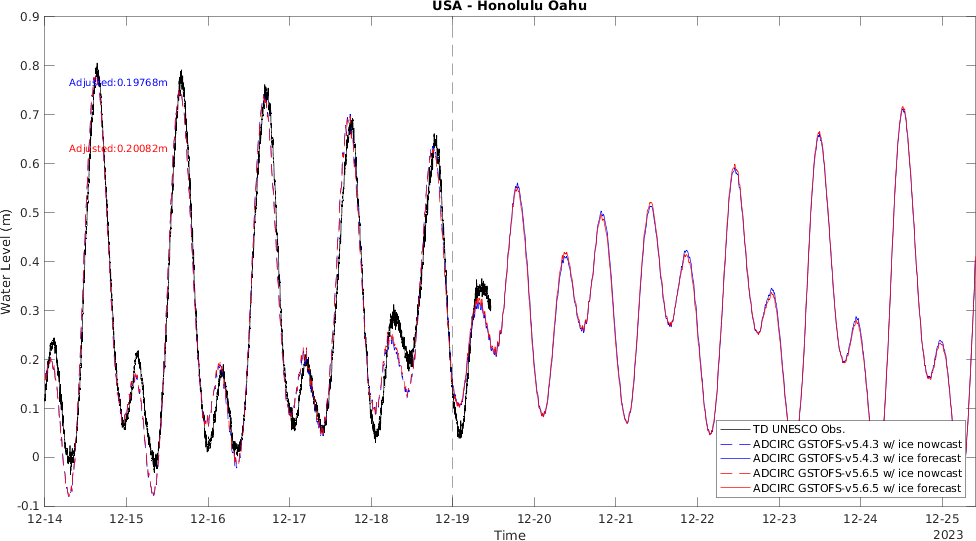 USA - Honolulu Oahu
0.9
0.8
0.7
0.6
0.5
0.4
0.3
0.2
0.1
0
-0.1
Water Level (m)
Adjusted:0.19768m
Adjusted:0.20082m
TD UNESCO Obs.
ADCIRC GSTOFS-v5.4.3 w/ ice nowcast
ADCIRC GSTOFS-v5.4.3 w/ ice forecast
ADCIRC GSTOFS-v5.6.5 w/ ice nowcast
ADCIRC GSTOFS-v5.6.5 w/ ice forecast
12-14 12-15 12-16 12-17 12-18 12-19 12-20 12-21 12-22 12-23 12-24 12-25
Time
2023